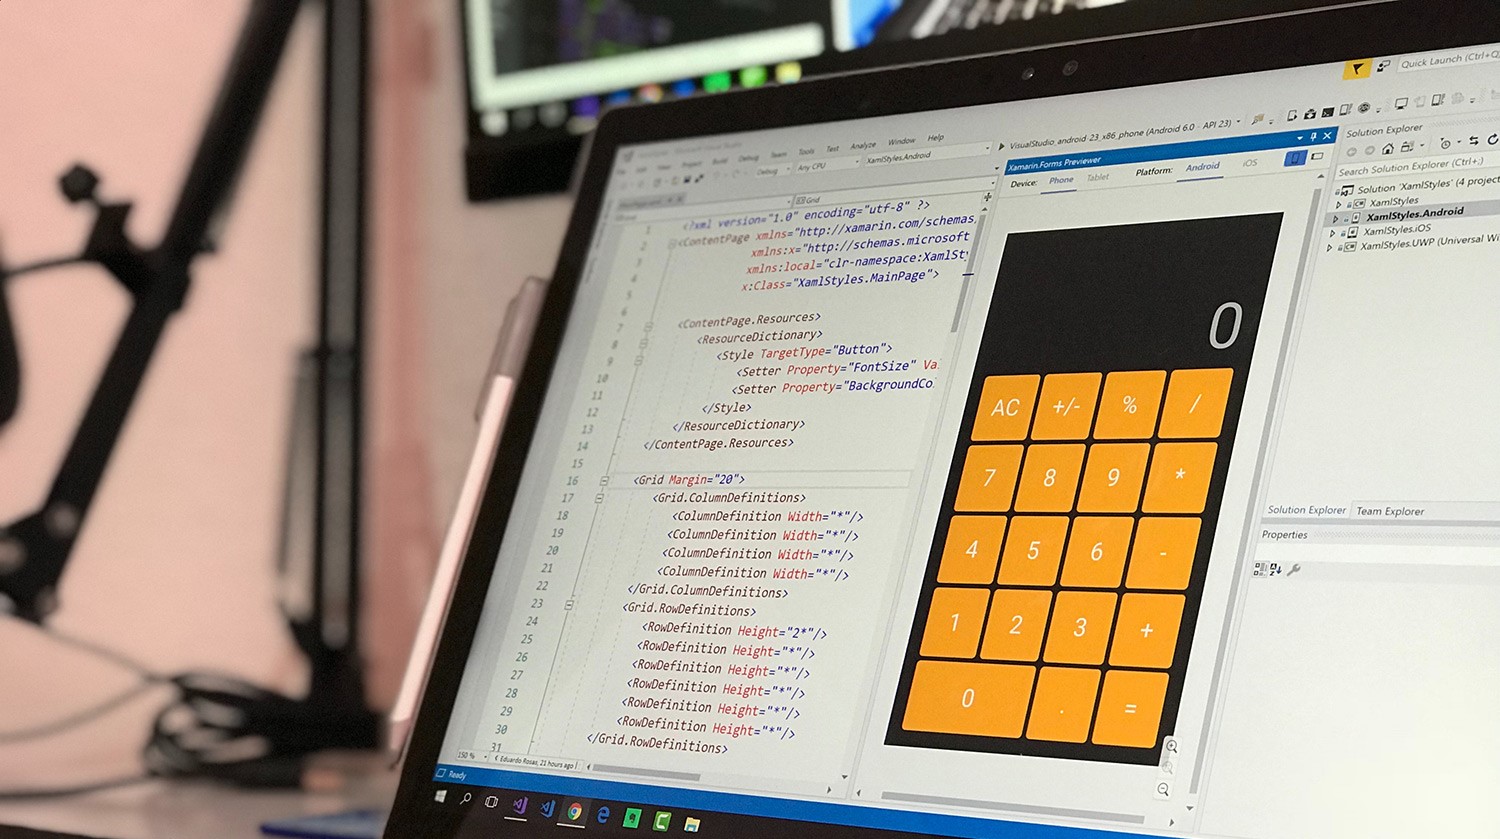 Quick Launch (Ctrl+Q
Team Tools Test Analyze Window Help
Debug Any CPU XamlStyles.Android VisualStudio_android-23_x86_phone (Android 6.0 - API 23)
Grid
1 <?xml version="1.0" encoding="utf-8" ?>
2 <ContentPage xmlns="http://xamarin.com/schemas
3 xmlns:x="http://schemas.microsoft
4 xmlns:local="clr-namespace:XamlSty
5 x:Class="XamlStyles.MainPage">
6
7 <ContentPage.Resources>
8 <ResourceDictionary>
9 <Style TargetType="Button">
10 <Setter Property="FontSize" Va
11 <Setter Property="BackgroundCo
12 </Style>
13 </ResourceDictionary>
14 </ContentPage.Resources>
15
16 <Grid Margin="20">
17 <Grid.ColumnDefinitions>
18 <ColumnDefinition Width="*"/>
19 <ColumnDefinition Width="*"/>
20 <ColumnDefinition Width="*"/>
21 <ColumnDefinition Width="*"/>
22 </Grid.ColumnDefinitions>
23 <Grid.RowDefinitions>
24 <RowDefinition Height="2*"/>
25 <RowDefinition Height="*"/>
26 <RowDefinition Height="*"/>
27 <RowDefinition Height="*"/>
28 <RowDefinition Height="*"/>
29 <RowDefinition Height="*"/>
30 </Grid.RowDefinitions>
31
150 % Eduardo Rosas, 21 hours ago
Ready
Xamarin.Forms Previewer
Device: Phone Tablet Platform: Android iOS
0
AC +/- % /
7 8 9 *
4 5 6 -
1 2 3 +
0 . =
Solution Explorer
Search Solution Explorer (Ctrl+;)
Solution 'XamlStyles' (4 project
XamlStyles
XamlStyles.Android
XamlStyles.iOS
XamlStyles.UWP (Universal Wi
Solution Explorer Team Explorer
Properties